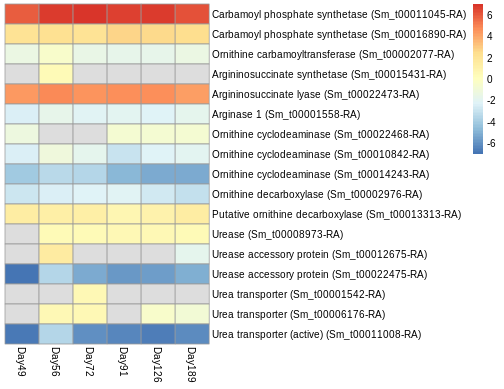 Carbamoyl phosphate synthetase (Sm_t00011045-RA)
Carbamoyl phosphate synthetase (Sm_t00016890-RA)
Ornithine carbamoyltransferase (Sm_t00002077-RA)
Argininosuccinate synthetase (Sm_t00015431-RA)
Argininosuccinate lyase (Sm_t00022473-RA)
Arginase 1 (Sm_t00001558-RA)
Ornithine cyclodeaminase (Sm_t00022468-RA)
Ornithine cyclodeaminase (Sm_t00010842-RA)
Ornithine cyclodeaminase (Sm_t00014243-RA)
Ornithine decarboxylase (Sm_t00002976-RA)
Putative ornithine decarboxylase (Sm_t00013313-RA)
Urease (Sm_t00008973-RA)
Urease accessory protein (Sm_t00012675-RA)
Urease accessory protein (Sm_t00022475-RA)
Urea transporter (Sm_t00001542-RA)
Urea transporter (Sm_t00006176-RA)
Urea transporter (active) (Sm_t00011008-RA)
6
4
2
0
-2
-4
-6
Day49
Day56
Day72
Day91
Day126
Day189